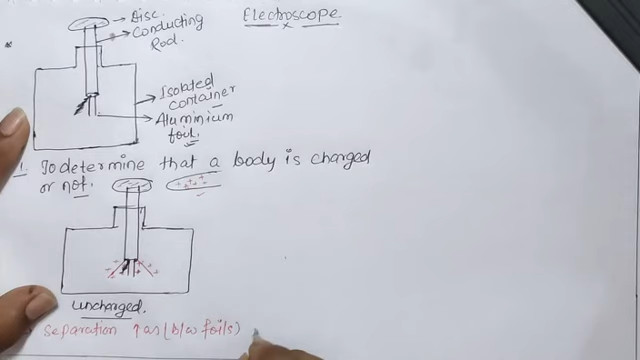 Electroscope
Disc.
Conducting
Rod.
Isolated
container
Aluminium
foil.
1. To determine that a body is charged
or not.
uncharged.
Separation ↑ as (b/w foils)